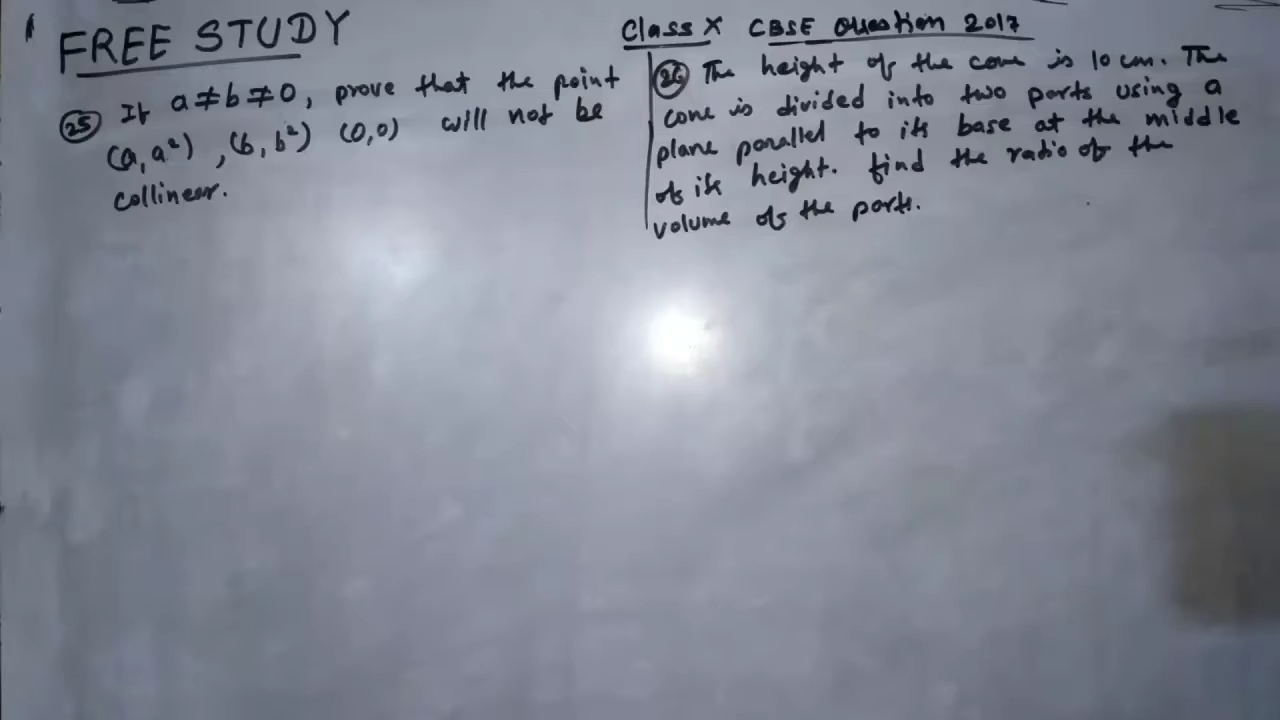 FREE STUDY
Class X CBSE Question 2017
25 If a≠b≠0, prove that the point
(a, a²), (b, b²) (0,0) will not be
collinear.
26 The height of the cone is 10 cm. The
cone is divided into two parts using a
plane parallel to its base at the middle
of its height. find the ratio of the
volume of the parts.